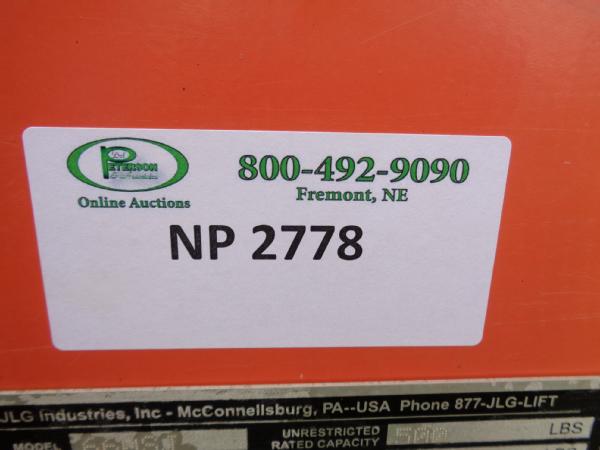 PETERSON
Online Auctions
800-492-9090
Fremont, NE
NP 2778
JLG Industries, Inc - McConnellsburg, PA--USA Phone 877-JLG-LIFT
MODEL
UNRESTRICTED
RATED CAPACITY
500
LBS